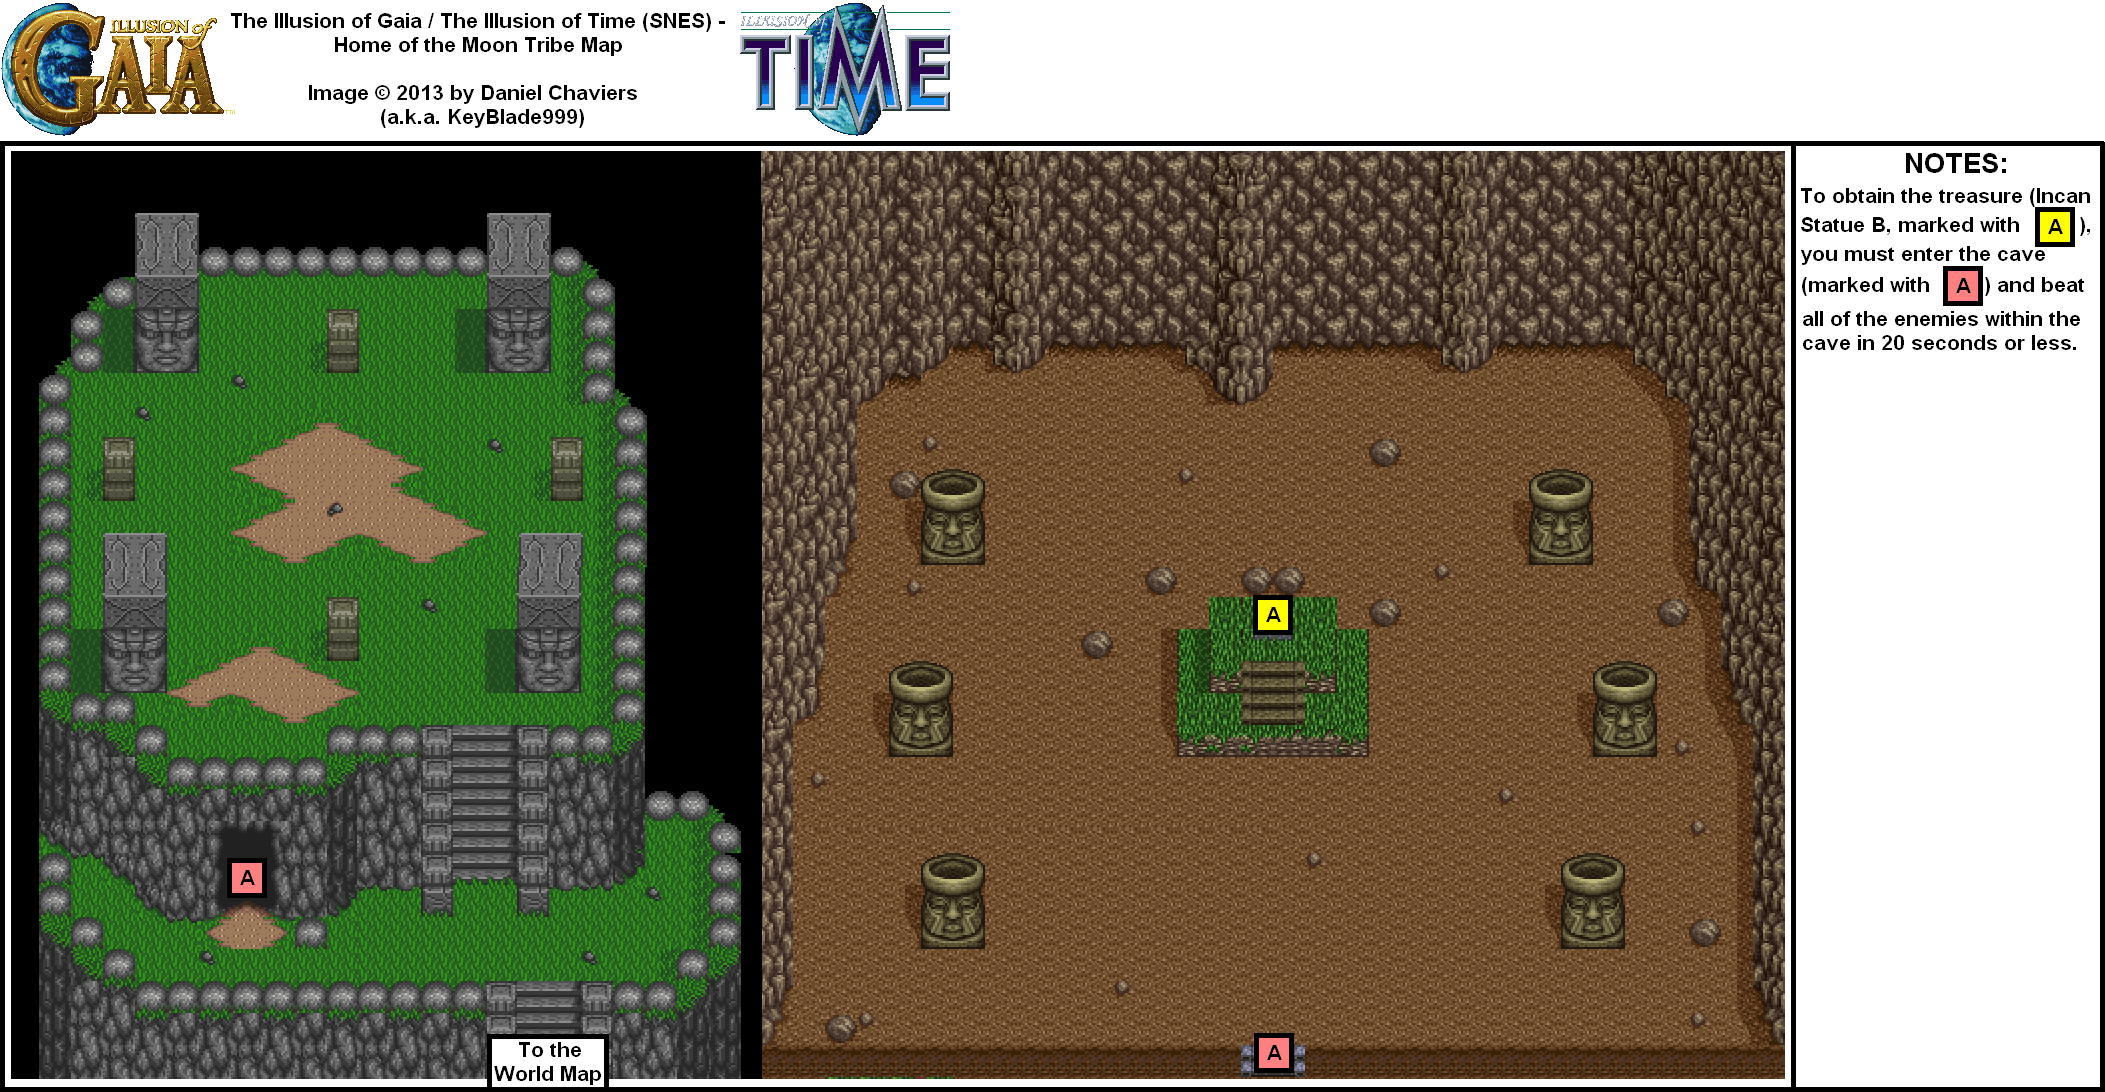 ILLUSION of
GAIA
TM
The Illusion of Gaia / The Illusion of Time (SNES) -
Home of the Moon Tribe Map
Image © 2013 by Daniel Chaviers
(a.k.a. KeyBlade999)
ILLUSION of
TIME
NOTES:
To obtain the treasure (Incan
Statue B, marked with A ),
you must enter the cave
(marked with A ) and beat
all of the enemies within the
cave in 20 seconds or less.
A
A
A
To the
World Map